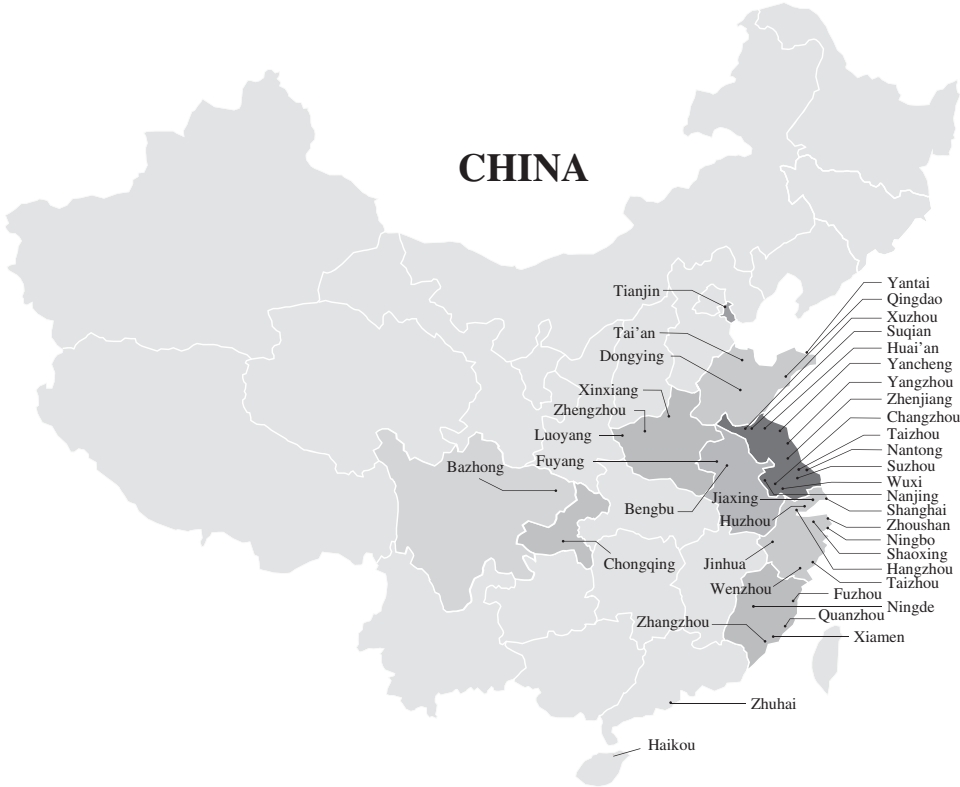 CHINA
Tianjin
Tai’an
Dongying
Xinxiang
Zhengzhou
Luoyang
Fuyang
Bazhong
Bengbu
Jiaxing
Huzhou
Chongqing
Jinhua
Wenzhou
Zhangzhou
Yantai
Qingdao
Xuzhou
Suqian
Huai’an
Yancheng
Yangzhou
Zhenjiang
Changzhou
Taizhou
Nantong
Suzhou
Wuxi
Nanjing
Shanghai
Zhoushan
Ningbo
Shaoxing
Hangzhou
Taizhou
Fuzhou
Ningde
Quanzhou
Xiamen
Zhuhai
Haikou